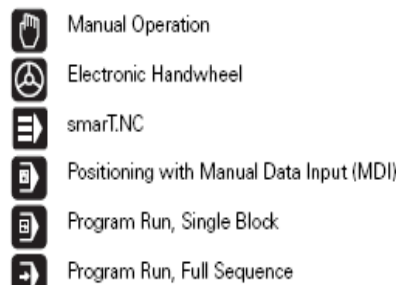 Manual Operation
Electronic Handwheel
smarT.NC
Positioning with Manual Data Input (MDI)
Program Run, Single Block
Program Run, Full Sequence